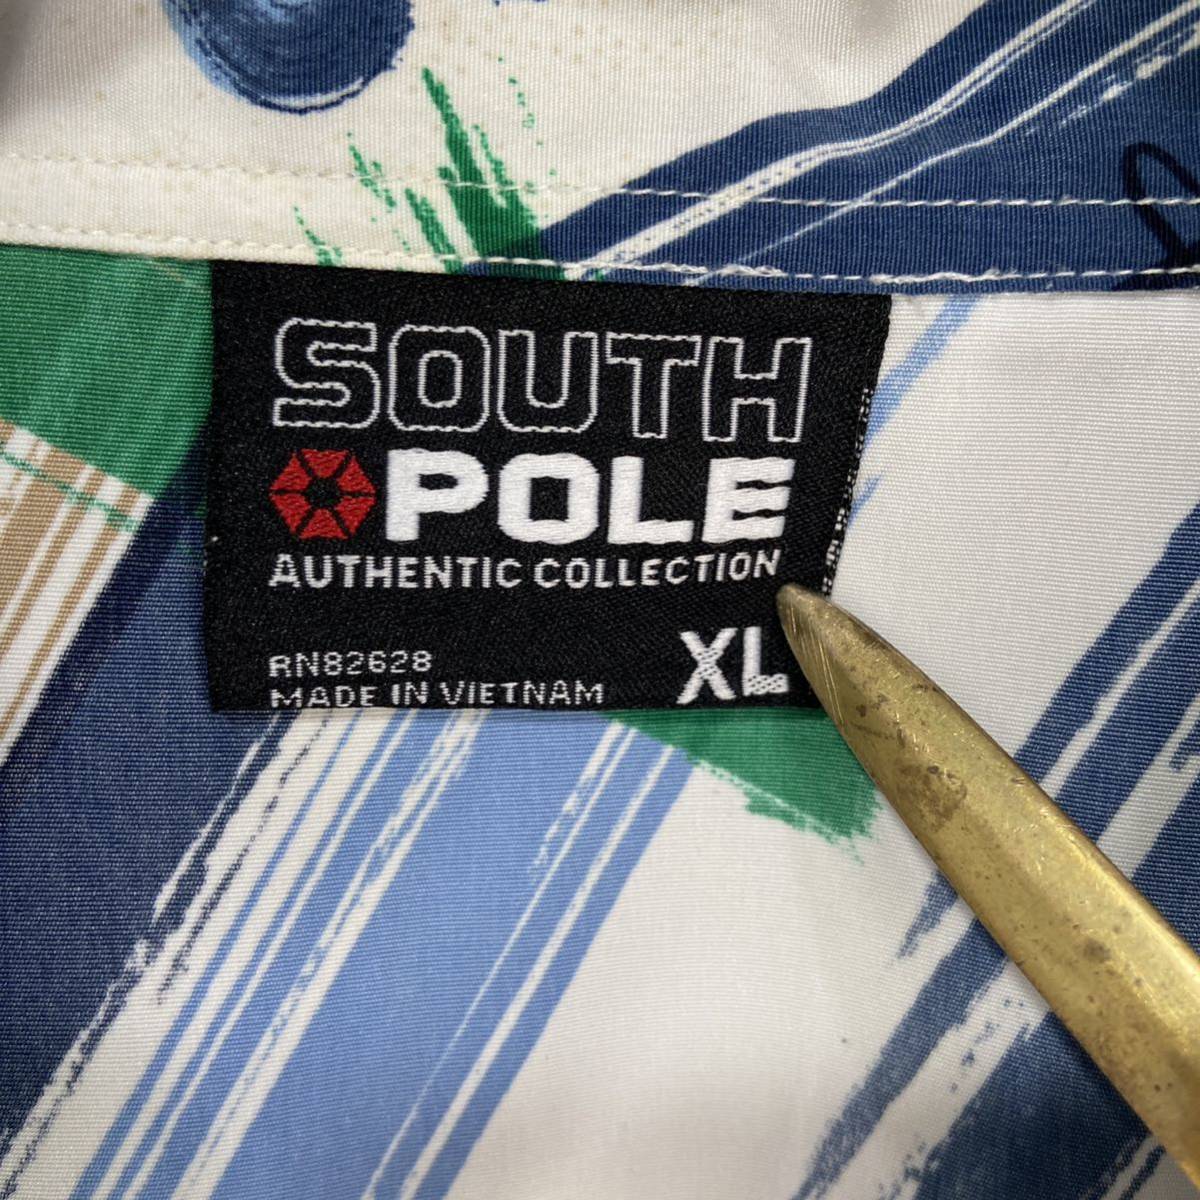 SOUTH
POLE
AUTHENTIC COLLECTION
RN82628
XL
MADE IN VIETNAM